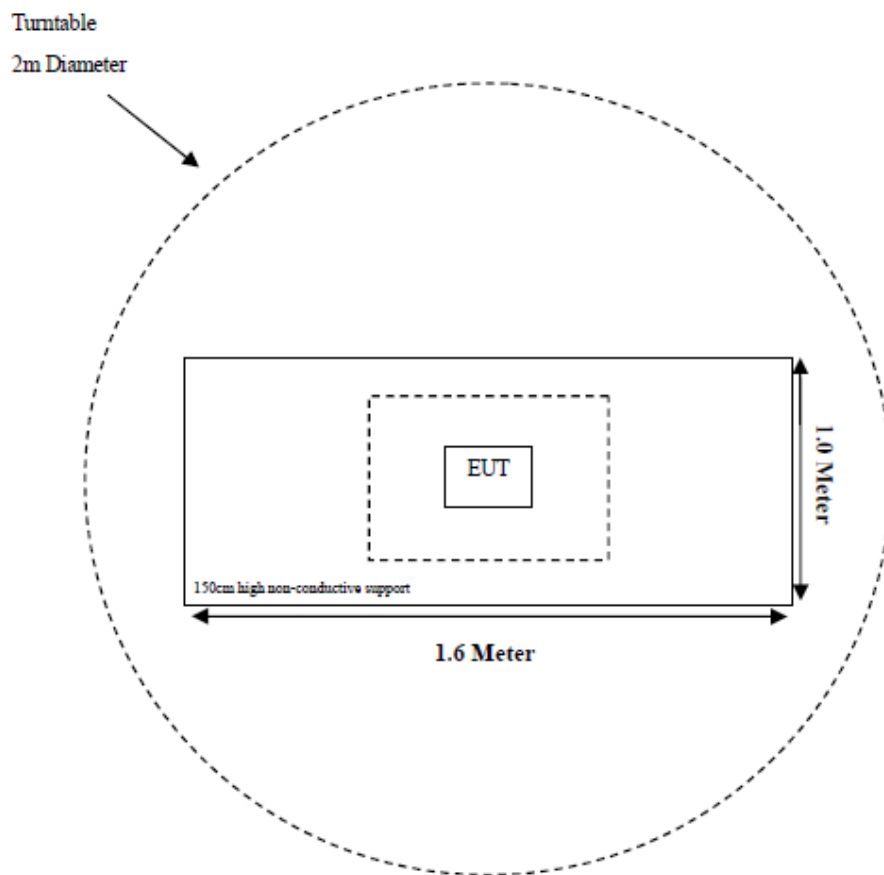 Turntable
2m Diameter
EUT
1.0 Meter
150cm high non-conductive support
1.6 Meter